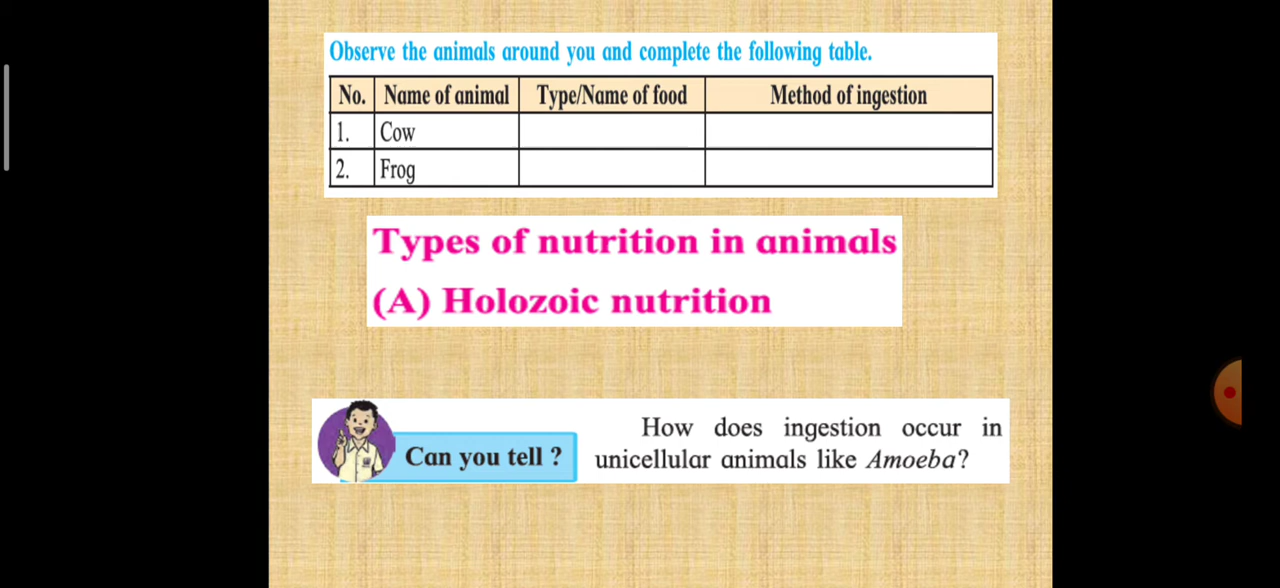 Observe the animals around you and complete the following table.
No. Name of animal Type/Name of food Method of ingestion
1. Cow
2. Frog
Types of nutrition in animals
(A) Holozoic nutrition
How does ingestion occur in
Can you tell ? unicellular animals like Amoeba?